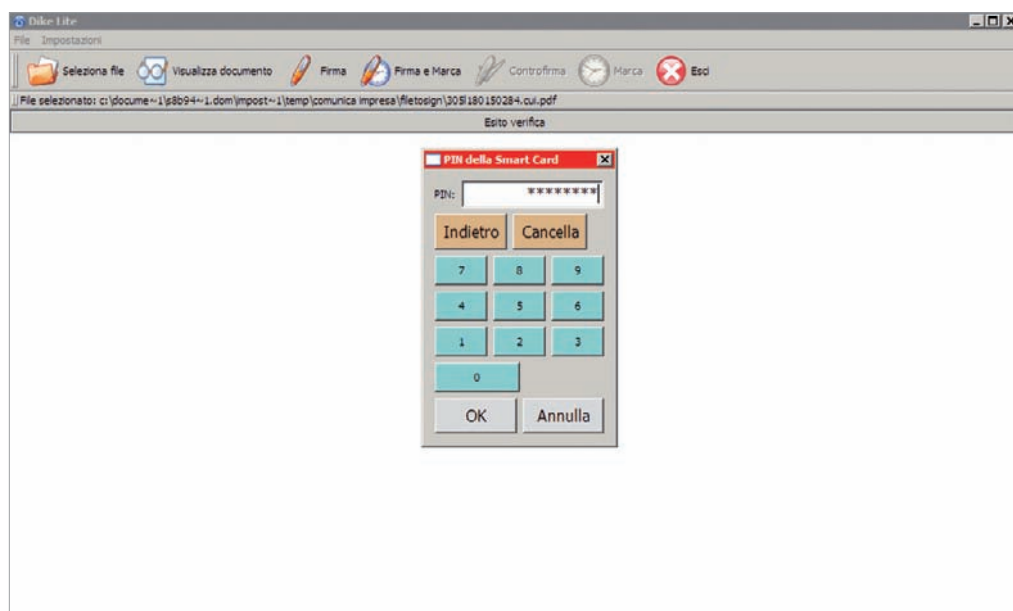 Dike Lite
File Impostazioni
Seleziona file Visualizza documento Firma Firma e Marca Controfirma Marca Esci
File selezionato: c:\docume~1\s8b94~1.dom\impost~1\temp\comunica impresa\filetosign\305l180150284.cui.pdf
Esito verifica
PIN della Smart Card
PIN: ********
Indietro Cancella
7 8 9
4 5 6
1 2 3
0
OK Annulla